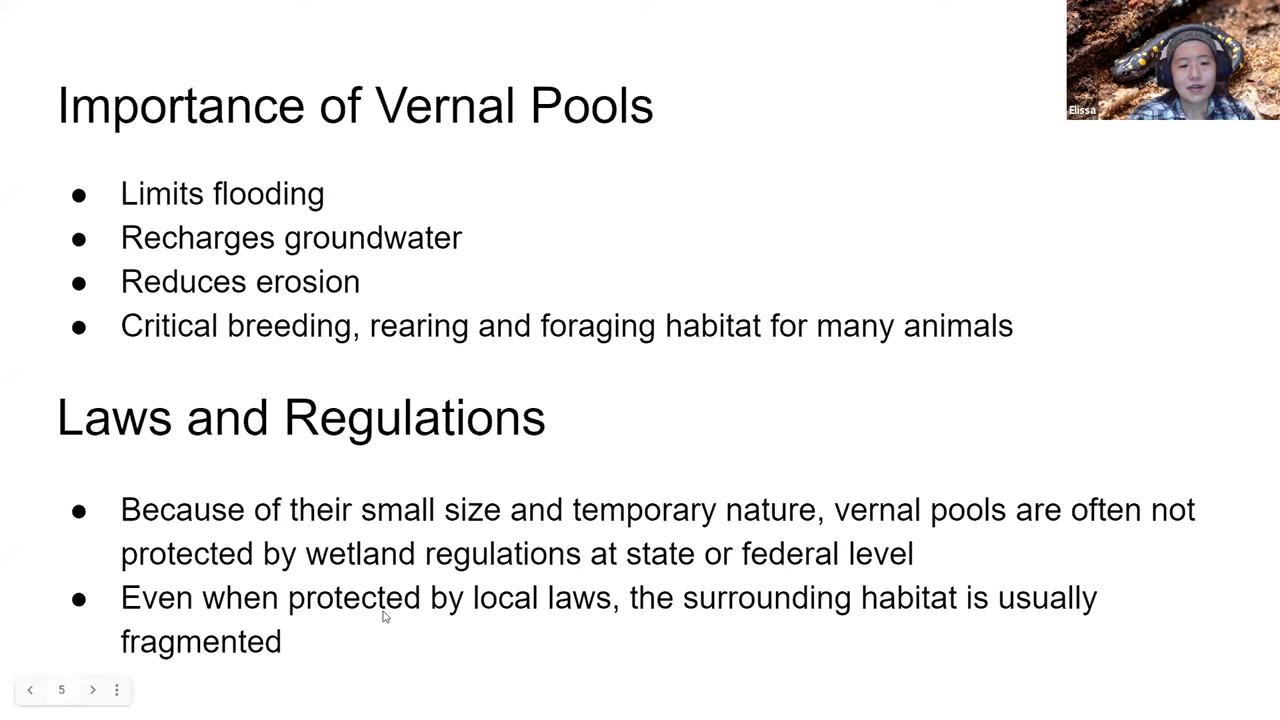 Elissa
Importance of Vernal Pools
● Limits flooding
● Recharges groundwater
● Reduces erosion
● Critical breeding, rearing and foraging habitat for many animals
Laws and Regulations
● Because of their small size and temporary nature, vernal pools are often not
protected by wetland regulations at state or federal level
● Even when protected by local laws, the surrounding habitat is usually
fragmented
5